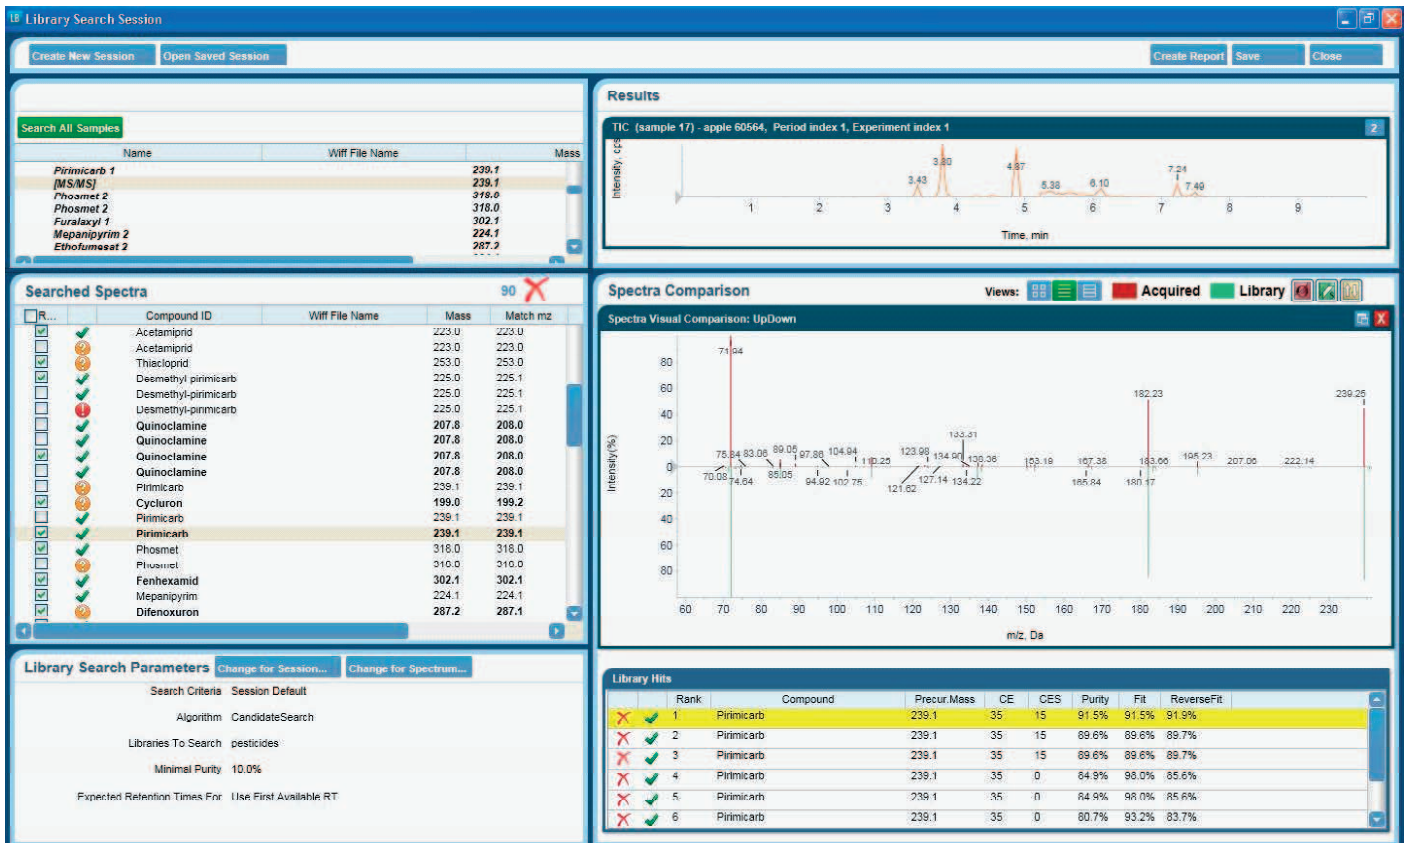 LB Library Search Session
Create New Session Open Saved Session Create Report Save Close
Search All Samples
Name Wiff File Name Mass
Pirimicarb 1 239.1
[MS/MS] 239.1
Phosmet 2 318.0
Phosmet 2 318.0
Furalaxyl 1 302.1
Mepanipyrim 2 224.1
Ethofumesat 2 287.2
Results
TIC (sample 17) - apple 60564, Period index 1, Experiment index 1 2
Intensity, cps
3.43 3.80 4.87 5.38 6.10 7.24 7.49
1 2 3 4 5 6 7 8 9
Time, min
Searched Spectra 90
R... Compound ID Wiff File Name Mass Match mz
Acetamiprid 223.0 223.0
Acetamiprid 223.0 223.0
Thiacloprid 253.0 253.0
Desmethyl-pirimicarb 225.0 225.1
Desmethyl-pirimicarb 225.0 225.1
Desmethyl-pirimicarb 225.0 225.1
Quinoclamine 207.8 208.0
Quinoclamine 207.8 208.0
Quinoclamine 207.8 208.0
Quinoclamine 207.8 208.0
Pirimicarb 239.1 239.1
Cycluron 199.0 199.2
Pirimicarb 239.1 239.1
Pirimicarb 239.1 239.1
Phosmet 318.0 318.0
Phosmet 318.0 318.0
Fenhexamid 302.1 302.1
Mepanipyrim 224.1 224.1
Difenoxuron 287.2 287.1
Spectra Comparison Views: Acquired Library
Spectra Visual Comparison: UpDown
Intensity(%)
80
60
40
20
0
20
40
60
80
71.94 182.23 239.25
133.31
75.84 83.06 89.05 97.86 104.94 110.25 123.98 134.90 138.36 153.19 167.38 183.66 195.23 207.06 222.14
70.08 74.64 85.05 94.92 102.75 121.62 127.14 134.22 165.84 180.17
60 70 80 90 100 110 120 130 140 150 160 170 180 190 200 210 220 230
m/z, Da
Library Search Parameters Change for Session... Change for Spectrum...
Search Criteria Session Default
Algorithm CandidateSearch
Libraries To Search pesticides
Minimal Purity 10.0%
Expected Retention Times For Use First Available RT
Library Hits
Rank Compound Precur.Mass CE CES Purity Fit ReverseFit
1 Pirimicarb 239.1 35 15 91.5% 91.5% 91.9%
2 Pirimicarb 239.1 35 15 89.6% 89.6% 89.7%
3 Pirimicarb 239.1 35 15 89.6% 89.6% 89.7%
4 Pirimicarb 239.1 35 0 84.9% 98.0% 85.6%
5 Pirimicarb 239.1 35 0 84.9% 98.0% 85.6%
6 Pirimicarb 239.1 35 0 80.7% 93.2% 83.7%